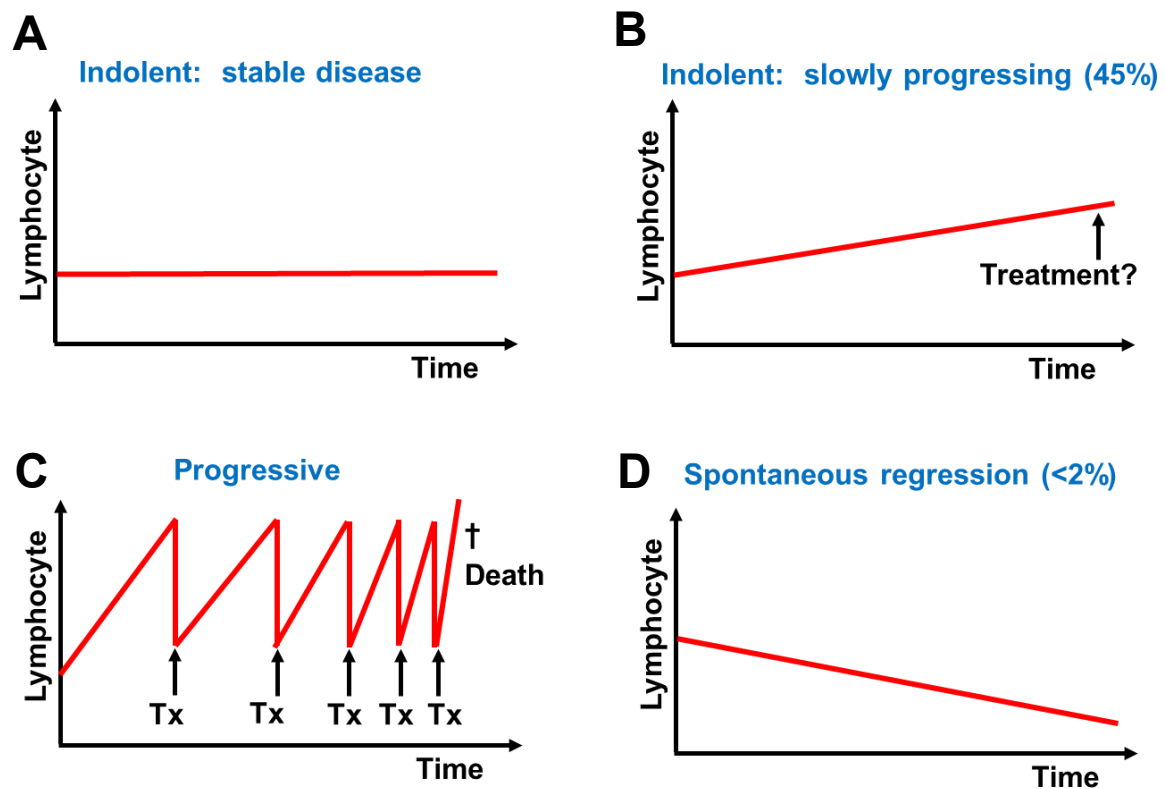 A
Indolent: stable disease
Lymphocyte
Time
B
Indolent: slowly progressing (45%)
Lymphocyte
Treatment?
Time
C
Progressive
Lymphocyte
†
Death
Tx Tx Tx Tx Tx
Time
D
Spontaneous regression (<2%)
Lymphocyte
Time